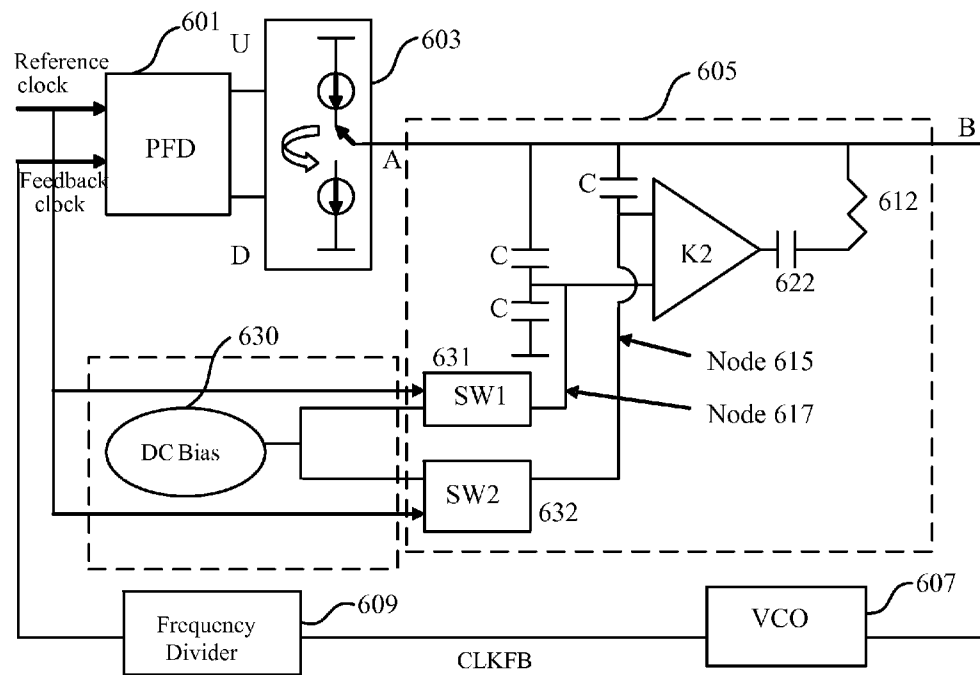 601
U
603
Reference
clock
605
PFD
A
B
Feedback
clock
C
612
K2
D
C
622
C
630
631
Node 615
SW1
Node 617
DC Bias
SW2
632
609
607
Frequency
Divider
VCO
CLKFB